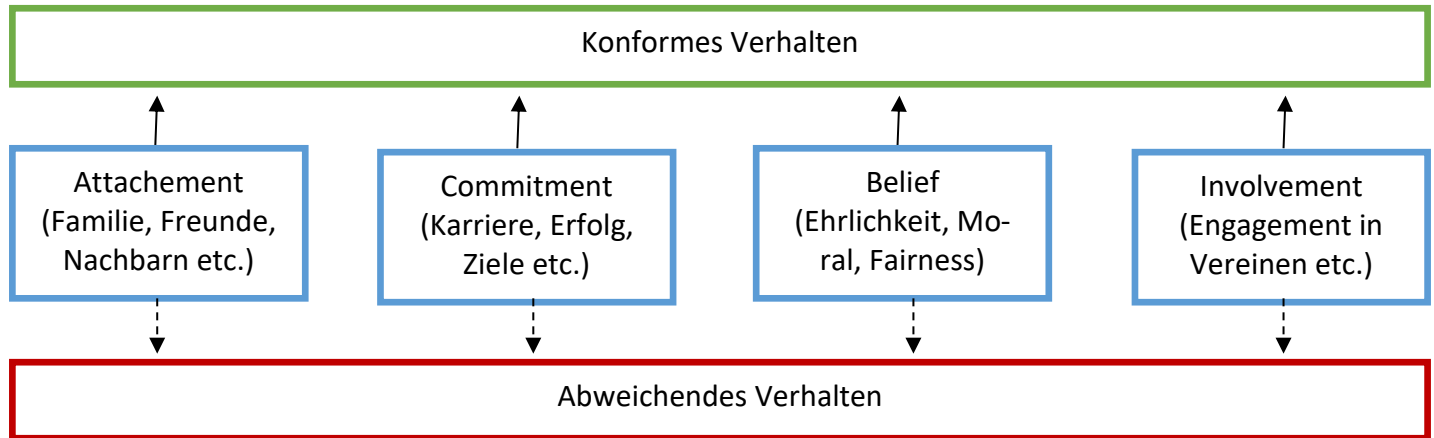 Konformes Verhalten
Attachement
(Familie, Freunde,
Nachbarn etc.)
Commitment
(Karriere, Erfolg,
Ziele etc.)
Belief
(Ehrlichkeit, Mo-
ral, Fairness)
Involvement
(Engagement in
Vereinen etc.)
Abweichendes Verhalten